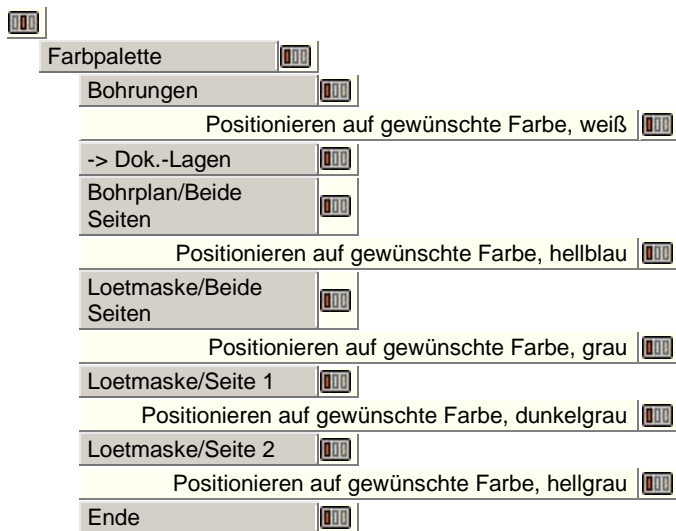 Farbpalette
Bohrungen
Positionieren auf gewünschte Farbe, weiß
-> Dok.-Lagen
Bohrplan/Beide
Seiten
Positionieren auf gewünschte Farbe, hellblau
Loetmaske/Beide
Seiten
Positionieren auf gewünschte Farbe, grau
Loetmaske/Seite 1
Positionieren auf gewünschte Farbe, dunkelgrau
Loetmaske/Seite 2
Positionieren auf gewünschte Farbe, hellgrau
Ende